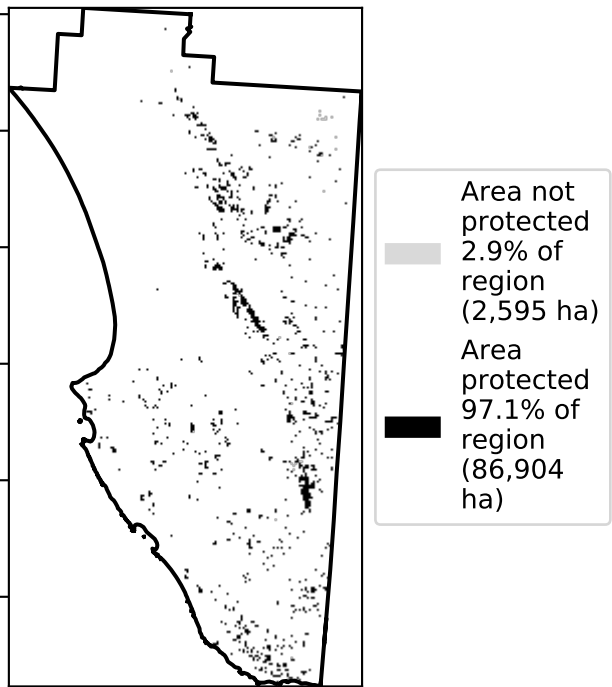 Area not
protected
2.9% of
region
(2,595 ha)
Area
protected
97.1% of
region
(86,904
ha)